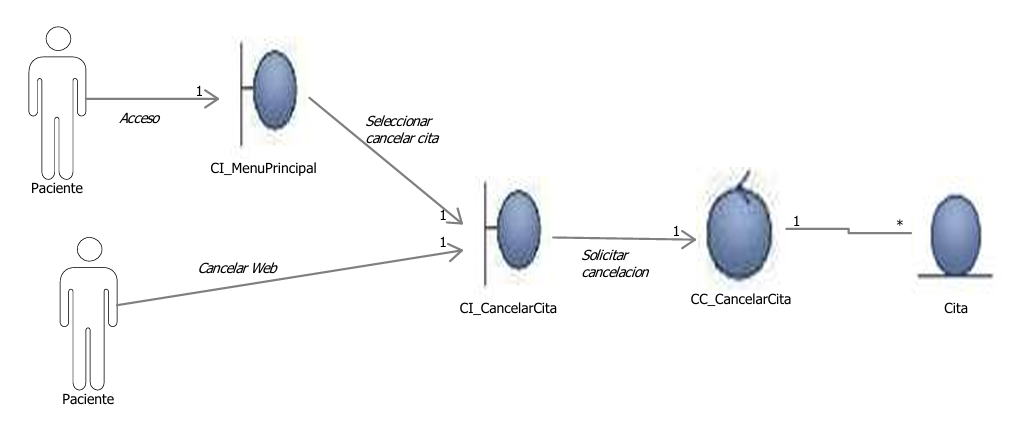 1
Acceso
Paciente
CI_MenuPrincipal
Seleccionar
cancelar cita
1
1
Cancelar Web
Paciente
CI_CancelarCita
Solicitar
cancelacion
1
CC_CancelarCita
1
*
Cita